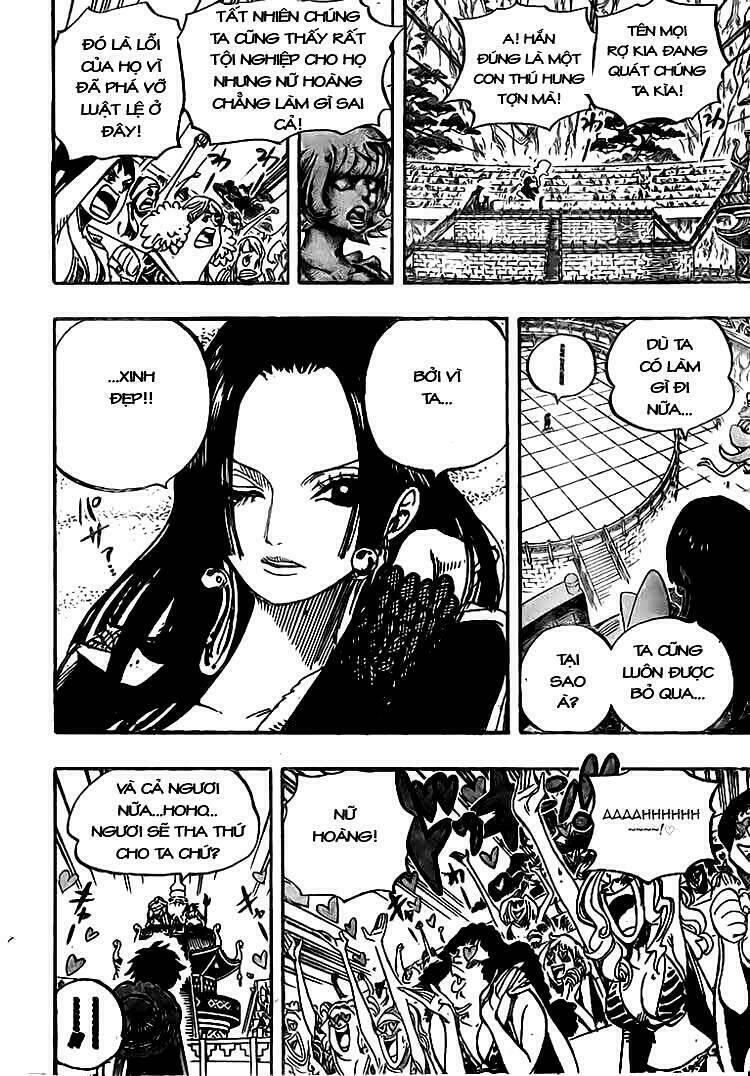 TÊN MỌI
RỢ KIA ĐANG
QUÁT CHÚNG
TA KÌA!
A! HẮN
ĐÚNG LÀ MỘT
CON THÚ HUNG
TỢN MÀ!
TẤT NHIÊN CHÚNG
TA CŨNG THẤY RẤT
TỘI NGHIỆP CHO HỌ
NHƯNG NỮ HOÀNG
CHẲNG LÀM GÌ SAI
CẢ!
ĐÓ LÀ LỖI
CỦA HỌ VÌ
ĐÃ PHÁ VỠ
LUẬT LỆ Ở
ĐÂY!
わ
わ
わ
わ
DÙ TA
CÓ LÀM
GÌ ĐI
NỮA...
TA CŨNG
LUÔN ĐƯỢC
BỎ QUA...
TẠI
SAO
À?
BỞI VÌ
TA...
...XINH
ĐẸP!!
AAAAHHHHHH
~~~~!♡
NỮ
HOÀNG!
VÀ CẢ NGƯƠI
NỮA...HOHO...
NGƯƠI SẼ THA THỨ
CHO TA CHỨ?